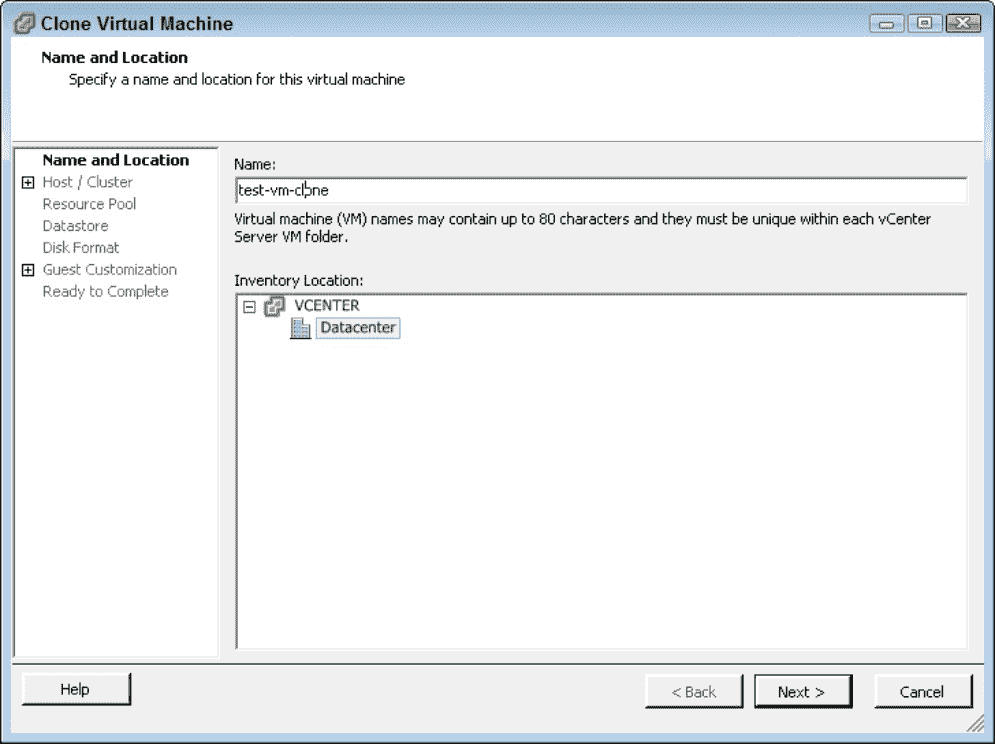 Clone Virtual Machine
Name and Location
Specify a name and location for this virtual machine
Name and Location
Host / Cluster
Resource Pool
Datastore
Disk Format
Guest Customization
Ready to Complete
Name:
test-vm-clone
Virtual machine (VM) names may contain up to 80 characters and they must be unique within each vCenter
Server VM folder.
Inventory Location:
VCENTER
Datacenter
Help
< Back
Next >
Cancel